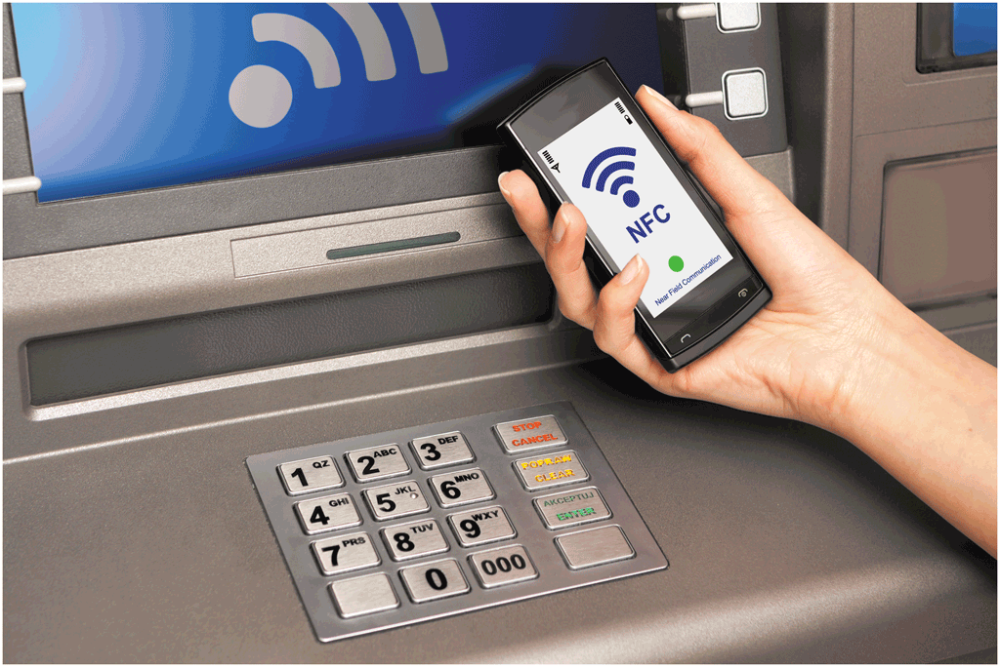 NFC
Near Field Communication
1 QZ
2 ABC
3 DEF
STOP
CANCEL
4 GHI
5 JKL
6 MNO
POPRAW
CLEAR
7 PRS
8 TUV
9 WXY
AKCEPTUJ
ENTER
0
000